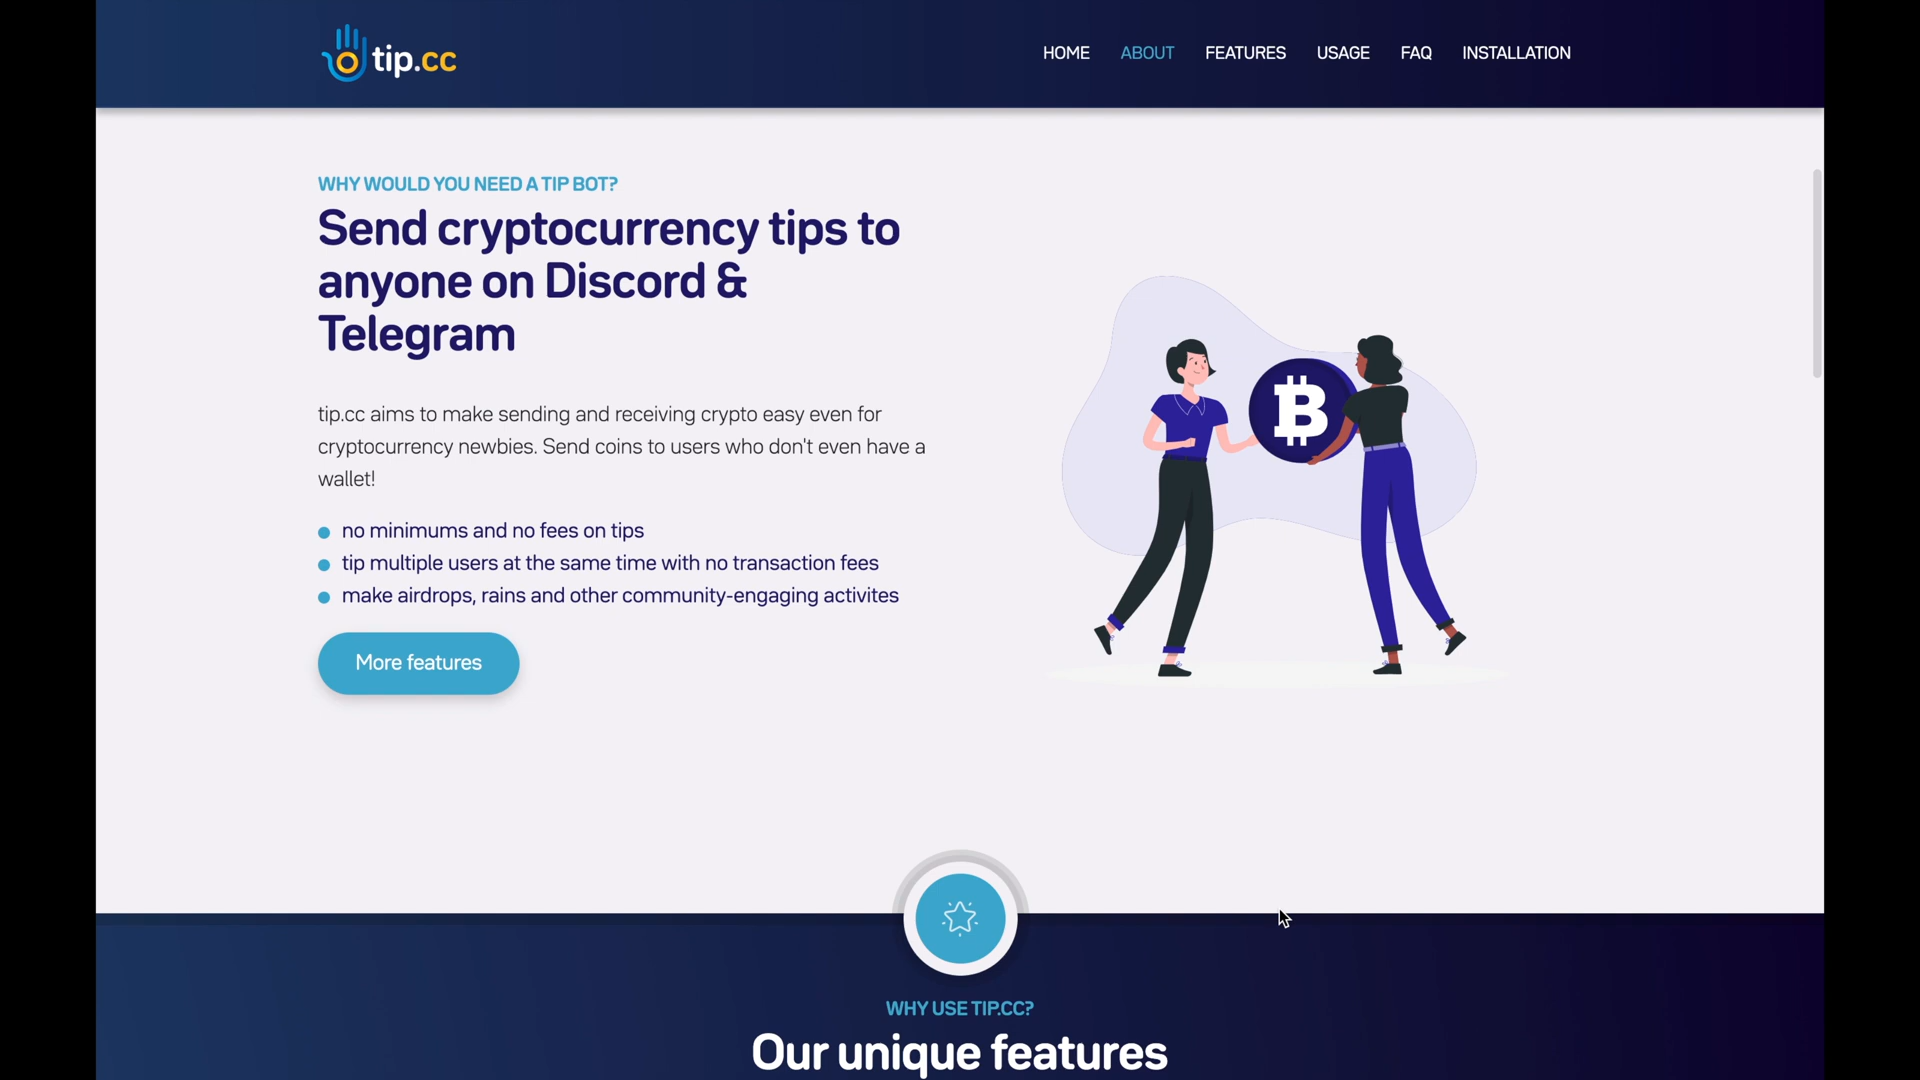 tip.cc
HOME ABOUT FEATURES USAGE FAQ INSTALLATION
WHY WOULD YOU NEED A TIP BOT?
Send cryptocurrency tips to
anyone on Discord &
Telegram
tip.cc aims to make sending and receiving crypto easy even for
cryptocurrency newbies. Send coins to users who don't even have a
wallet!
no minimums and no fees on tips
tip multiple users at the same time with no transaction fees
make airdrops, rains and other community-engaging activites
More features
WHY USE TIP.CC?
Our unique features